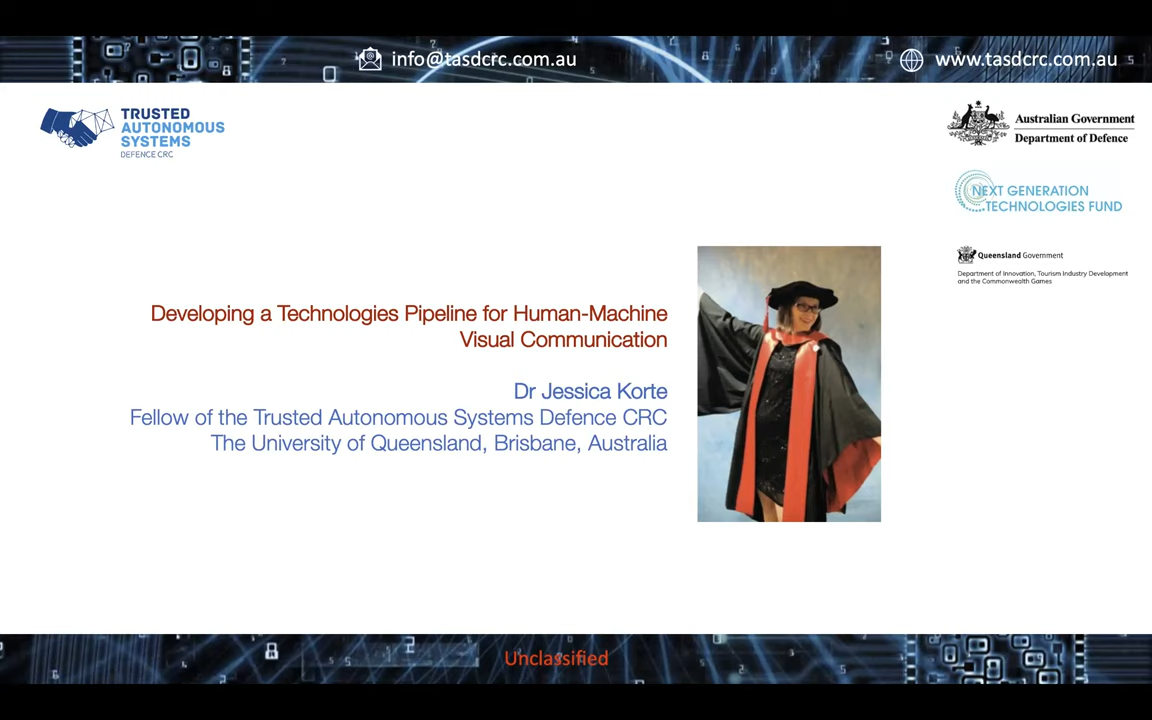 info@tasdcrc.com.au
www.tasdcrc.com.au
TRUSTED
AUTONOMOUS
SYSTEMS
DEFENCE CRC
Australian Government
Department of Defence
NEXT GENERATION
TECHNOLOGIES FUND
Queensland Government
Department of Innovation, Tourism Industry Development
and the Commonwealth Games
Developing a Technologies Pipeline for Human-Machine
Visual Communication
Dr Jessica Korte
Fellow of the Trusted Autonomous Systems Defence CRC
The University of Queensland, Brisbane, Australia
Unclassified